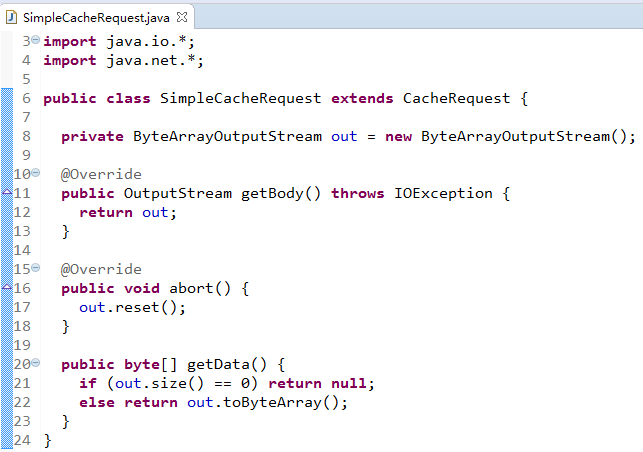 SimpleCacheRequest.java
3 import java.io.*;
4 import java.net.*;
5
6 public class SimpleCacheRequest extends CacheRequest {
7
8 private ByteArrayOutputStream out = new ByteArrayOutputStream();
9
10 @Override
11 public OutputStream getBody() throws IOException {
12 return out;
13 }
14
15 @Override
16 public void abort() {
17 out.reset();
18 }
19
20 public byte[] getData() {
21 if (out.size() == 0) return null;
22 else return out.toByteArray();
23 }
24 }